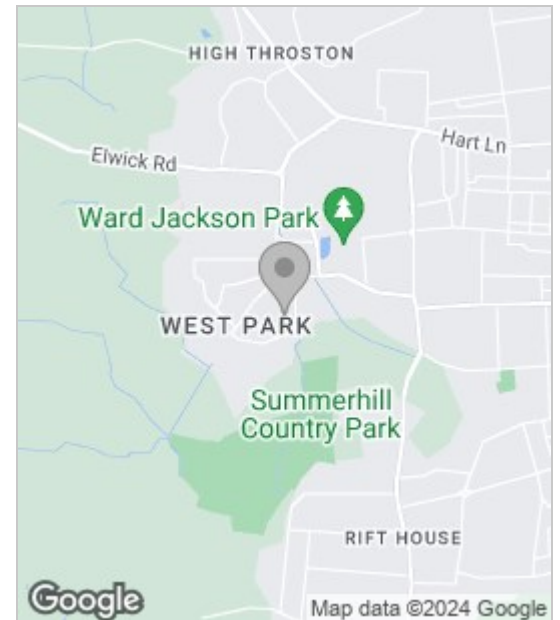 HIGH THROSTON
Hart Ln
Elwick Rd
Ward Jackson Park
WEST PARK
Summerhill
Country Park
RIFT HOUSE
Google
Map data ©2024 Google